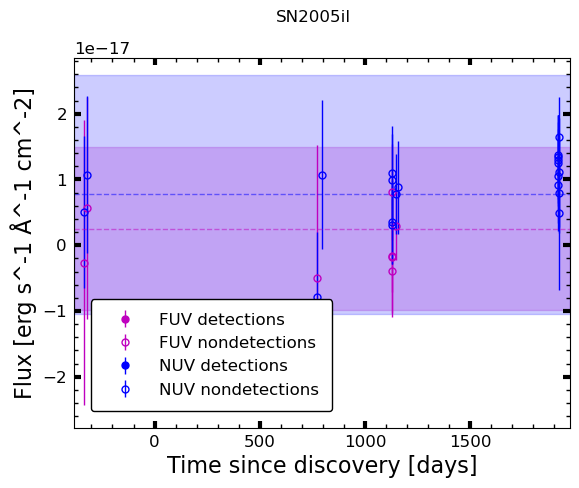 SN2005il
1e−17
Flux [erg s^-1 Å^-1 cm^-2]
2
1
0
−1
−2
FUV detections
FUV nondetections
NUV detections
NUV nondetections
0 500 1000 1500
Time since discovery [days]